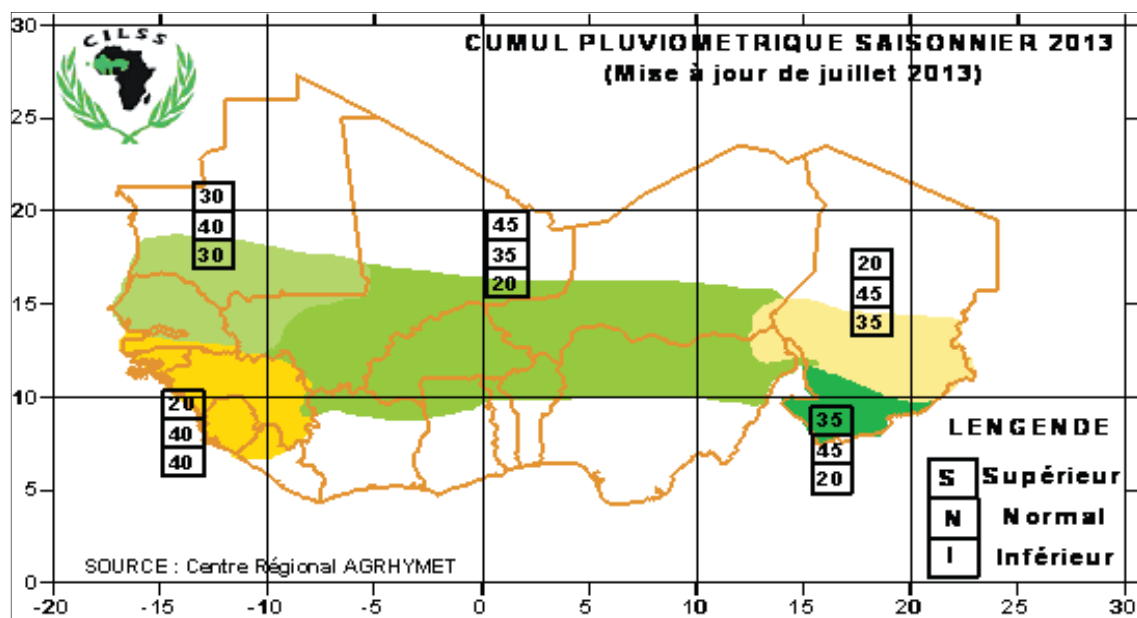 CILSS
CUMUL PLUVIOMETRIQUE SAISONNIER 2013
(Mise à jour de juillet 2013)
30
25
20
15
10
5
0
30
40
30
45
35
20
20
45
35
20
40
40
35
45
20
LENGENDE
S Supérieur
N Normal
I Inférieur
SOURCE : Centre Régional AGRHYMET
-20 -15 -10 -5 0 5 10 15 20 25 30